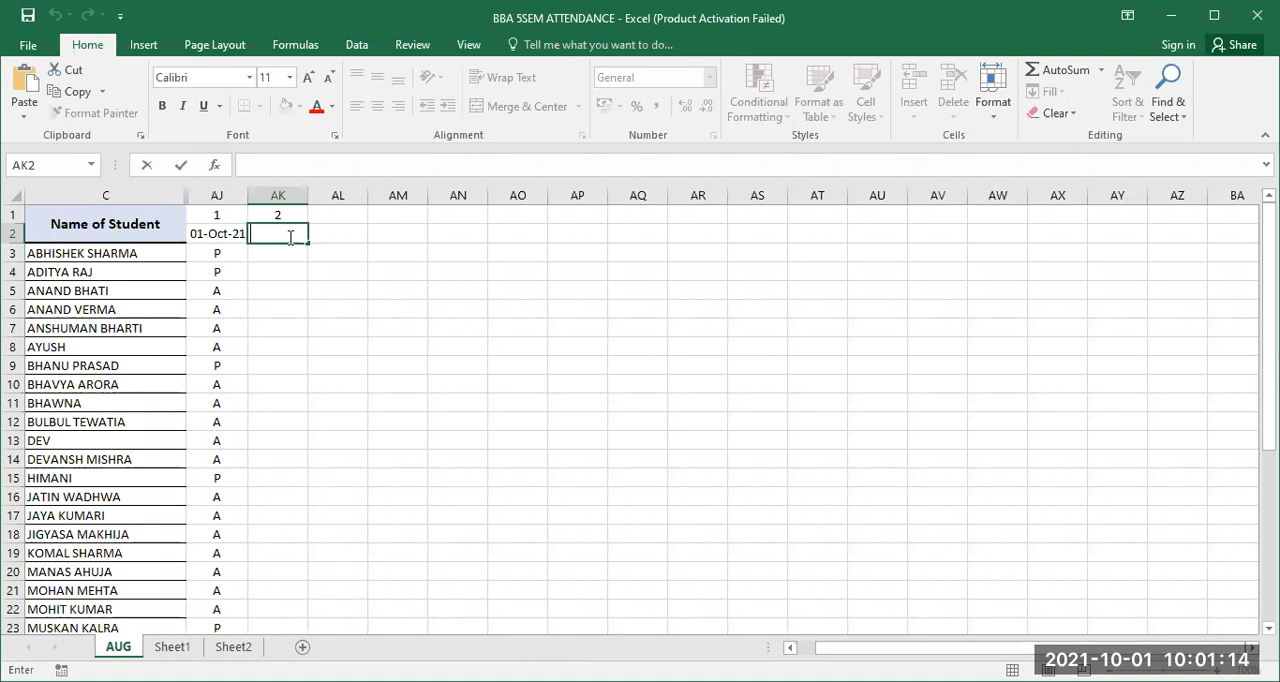 BBA 5SEM ATTENDANCE - Excel (Product Activation Failed)
File Home Insert Page Layout Formulas Data Review View Tell me what you want to do... Sign in Share
Paste
Cut
Copy
Format Painter
Clipboard
Calibri 11
B I U
Font
Wrap Text
Merge & Center
Alignment
General
Number
Conditional Formatting
Format as Table
Cell Styles
Styles
Insert Delete Format
Cells
AutoSum
Fill
Clear
Sort & Filter
Find & Select
Editing
AK2 fx
C AJ AK AL AM AN AO AP AQ AR AS AT AU AV AW AX AY AZ BA
1 Name of Student 1 2
2 01-Oct-21
3 ABHISHEK SHARMA P
4 ADITYA RAJ P
5 ANAND BHATI A
6 ANAND VERMA A
7 ANSHUMAN BHARTI A
8 AYUSH A
9 BHANU PRASAD P
10 BHAVYA ARORA A
11 BHAWNA A
12 BULBUL TEWATIA A
13 DEV A
14 DEVANSH MISHRA A
15 HIMANI P
16 JATIN WADHWA A
17 JAYA KUMARI A
18 JIGYASA MAKHIJA A
19 KOMAL SHARMA A
20 MANAS AHUJA A
21 MOHAN MEHTA A
22 MOHIT KUMAR A
23 MUSKAN KALRA P
AUG Sheet1 Sheet2
Enter
2021-10-01 10:01:14